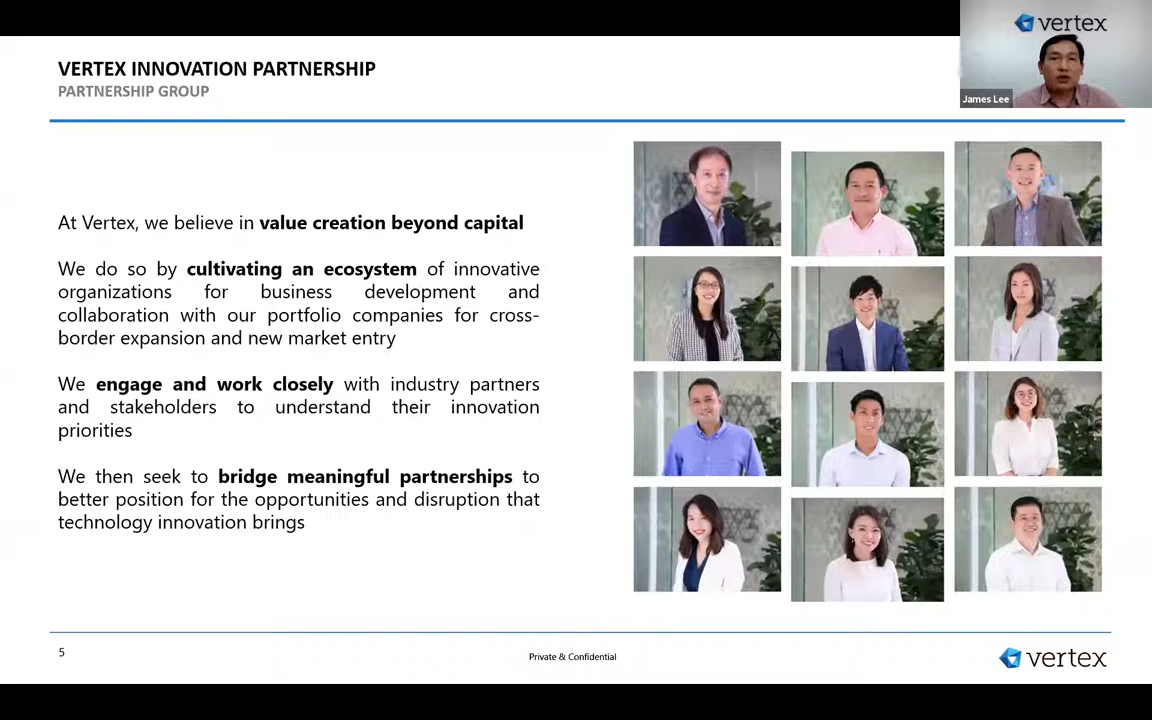 vertex
James Lee
VERTEX INNOVATION PARTNERSHIP
PARTNERSHIP GROUP
At Vertex, we believe in value creation beyond capital
We do so by cultivating an ecosystem of innovative
organizations for business development and
collaboration with our portfolio companies for cross-
border expansion and new market entry
We engage and work closely with industry partners
and stakeholders to understand their innovation
priorities
We then seek to bridge meaningful partnerships to
better position for the opportunities and disruption that
technology innovation brings
5
Private & Confidential
vertex